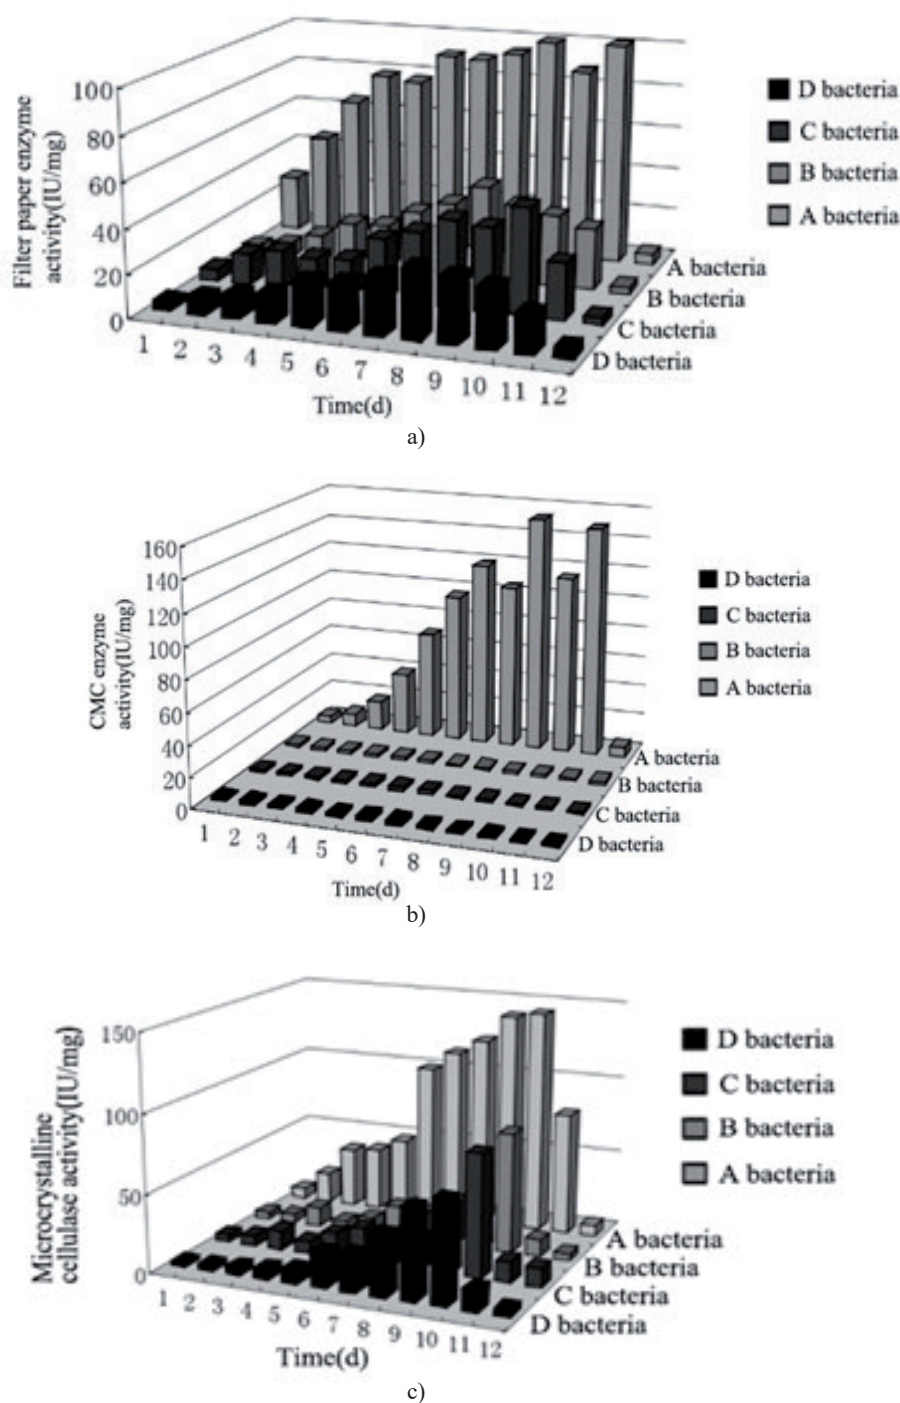 Filter paper enzyme
activity(IU/mg)
100
80
60
40
20
0
1 2 3 4 5 6 7 8 9 10 11 12
Time(d)
A bacteria
B bacteria
C bacteria
D bacteria
D bacteria
C bacteria
B bacteria
A bacteria
a)
CMC enzyme
activity(IU/mg)
160
140
120
100
80
60
40
20
0
1 2 3 4 5 6 7 8 9 10 11 12
Time(d)
A bacteria
B bacteria
C bacteria
D bacteria
D bacteria
C bacteria
B bacteria
A bacteria
b)
Microcrystalline
cellulase activity(IU/mg)
150
100
50
0
1 2 3 4 5 6 7 8 9 10 11 12
Time(d)
A bacteria
B bacteria
C bacteria
D bacteria
D bacteria
C bacteria
B bacteria
A bacteria
c)